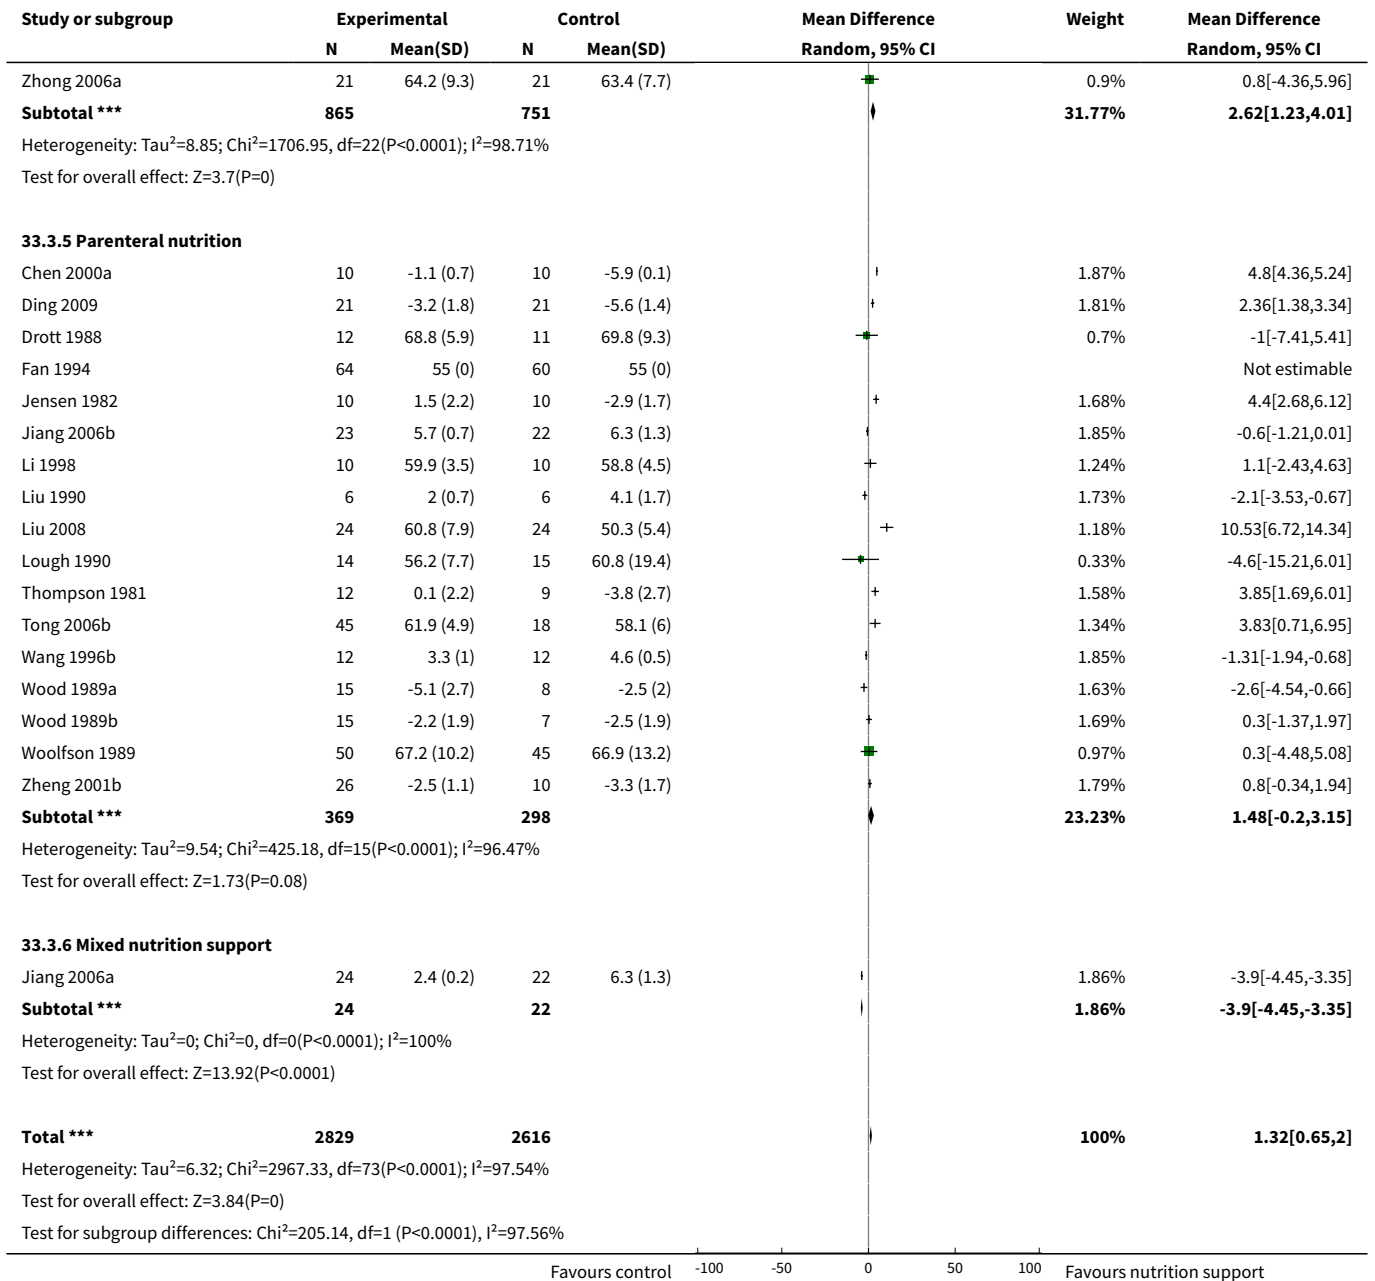 Study or subgroup Experimental Control Mean Difference Weight Mean Difference
N Mean(SD) N Mean(SD) Random, 95% CI Random, 95% CI
Zhong 2006a 21 64.2 (9.3) 21 63.4 (7.7) 0.9% 0.8[-4.36,5.96]
Subtotal *** 865 751 31.77% 2.62[1.23,4.01]
Heterogeneity: Tau²=8.85; Chi²=1706.95, df=22(P<0.0001); I²=98.71%
Test for overall effect: Z=3.7(P=0)
33.3.5 Parenteral nutrition
Chen 2000a 10 -1.1 (0.7) 10 -5.9 (0.1) 1.87% 4.8[4.36,5.24]
Ding 2009 21 -3.2 (1.8) 21 -5.6 (1.4) 1.81% 2.36[1.38,3.34]
Drott 1988 12 68.8 (5.9) 11 69.8 (9.3) 0.7% -1[-7.41,5.41]
Fan 1994 64 55 (0) 60 55 (0) Not estimable
Jensen 1982 10 1.5 (2.2) 10 -2.9 (1.7) 1.68% 4.4[2.68,6.12]
Jiang 2006b 23 5.7 (0.7) 22 6.3 (1.3) 1.85% -0.6[-1.21,0.01]
Li 1998 10 59.9 (3.5) 10 58.8 (4.5) 1.24% 1.1[-2.43,4.63]
Liu 1990 6 2 (0.7) 6 4.1 (1.7) 1.73% -2.1[-3.53,-0.67]
Liu 2008 24 60.8 (7.9) 24 50.3 (5.4) 1.18% 10.53[6.72,14.34]
Lough 1990 14 56.2 (7.7) 15 60.8 (19.4) 0.33% -4.6[-15.21,6.01]
Thompson 1981 12 0.1 (2.2) 9 -3.8 (2.7) 1.58% 3.85[1.69,6.01]
Tong 2006b 45 61.9 (4.9) 18 58.1 (6) 1.34% 3.83[0.71,6.95]
Wang 1996b 12 3.3 (1) 12 4.6 (0.5) 1.85% -1.31[-1.94,-0.68]
Wood 1989a 15 -5.1 (2.7) 8 -2.5 (2) 1.63% -2.6[-4.54,-0.66]
Wood 1989b 15 -2.2 (1.9) 7 -2.5 (1.9) 1.69% 0.3[-1.37,1.97]
Woolfson 1989 50 67.2 (10.2) 45 66.9 (13.2) 0.97% 0.3[-4.48,5.08]
Zheng 2001b 26 -2.5 (1.1) 10 -3.3 (1.7) 1.79% 0.8[-0.34,1.94]
Subtotal *** 369 298 23.23% 1.48[-0.2,3.15]
Heterogeneity: Tau²=9.54; Chi²=425.18, df=15(P<0.0001); I²=96.47%
Test for overall effect: Z=1.73(P=0.08)
33.3.6 Mixed nutrition support
Jiang 2006a 24 2.4 (0.2) 22 6.3 (1.3) 1.86% -3.9[-4.45,-3.35]
Subtotal *** 24 22 1.86% -3.9[-4.45,-3.35]
Heterogeneity: Tau²=0; Chi²=0, df=0(P<0.0001); I²=100%
Test for overall effect: Z=13.92(P<0.0001)
Total *** 2829 2616 100% 1.32[0.65,2]
Heterogeneity: Tau²=6.32; Chi²=2967.33, df=73(P<0.0001); I²=97.54%
Test for overall effect: Z=3.84(P=0)
Test for subgroup differences: Chi²=205.14, df=1 (P<0.0001), I²=97.56%
Favours control -100 -50 0 50 100 Favours nutrition support